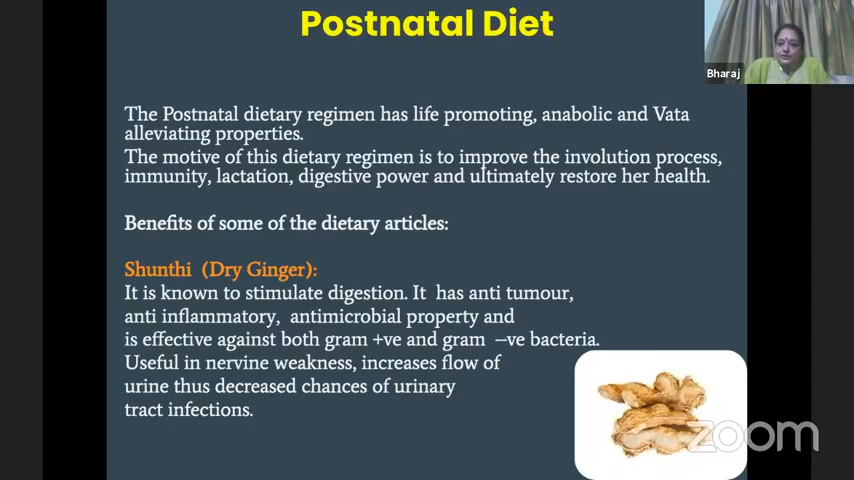 Postnatal Diet
Bharaj
The Postnatal dietary regimen has life promoting, anabolic and Vata
alleviating properties.
The motive of this dietary regimen is to improve the involution process,
immunity, lactation, digestive power and ultimately restore her health.
Benefits of some of the dietary articles:
Shunthi (Dry Ginger):
It is known to stimulate digestion. It has anti tumour,
anti inflammatory, antimicrobial property and
is effective against both gram +ve and gram –ve bacteria.
Useful in nervine weakness, increases flow of
urine thus decreased chances of urinary
tract infections.
zoom